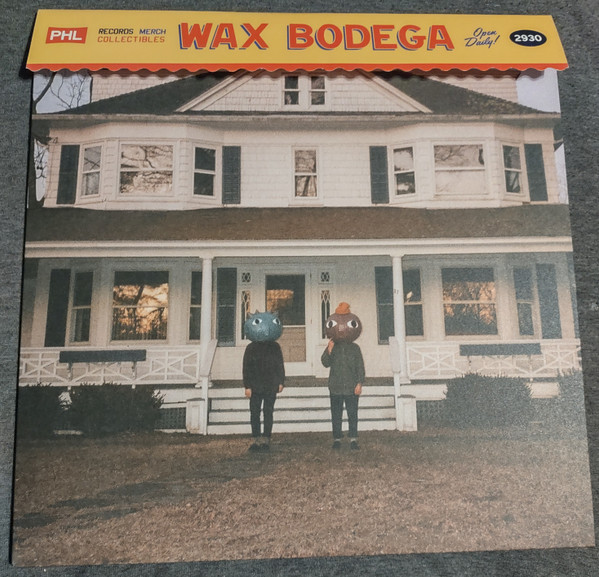 PHL
RECORDS MERCH
COLLECTIBLES
WAX BODEGA
Open
Daily!
2930